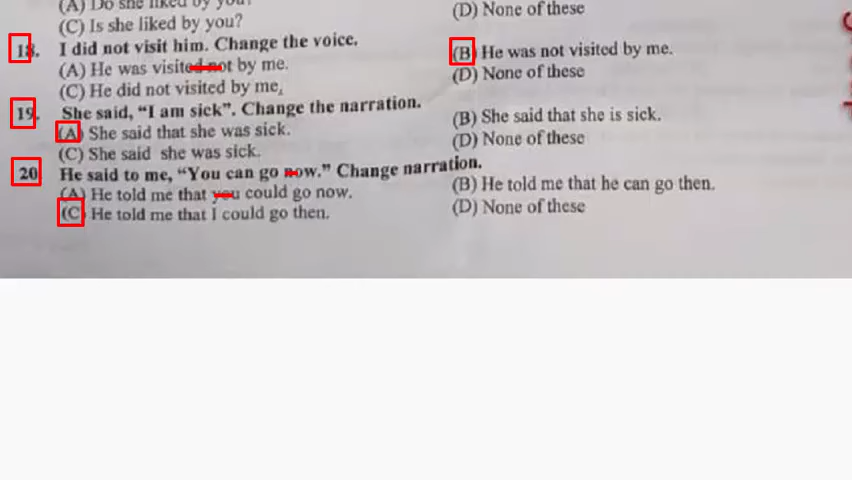 (A) Do she liked by you?
(D) None of these
(C) Is she liked by you?
18. I did not visit him. Change the voice.
(A) He was visited not by me.
(B) He was not visited by me.
(C) He did not visited by me.
(D) None of these
19. She said, "I am sick". Change the narration.
(A) She said that she was sick.
(B) She said that she is sick.
(C) She said she was sick.
(D) None of these
20 He said to me, "You can go now." Change narration.
(A) He told me that you could go now.
(B) He told me that he can go then.
(C) He told me that I could go then.
(D) None of these